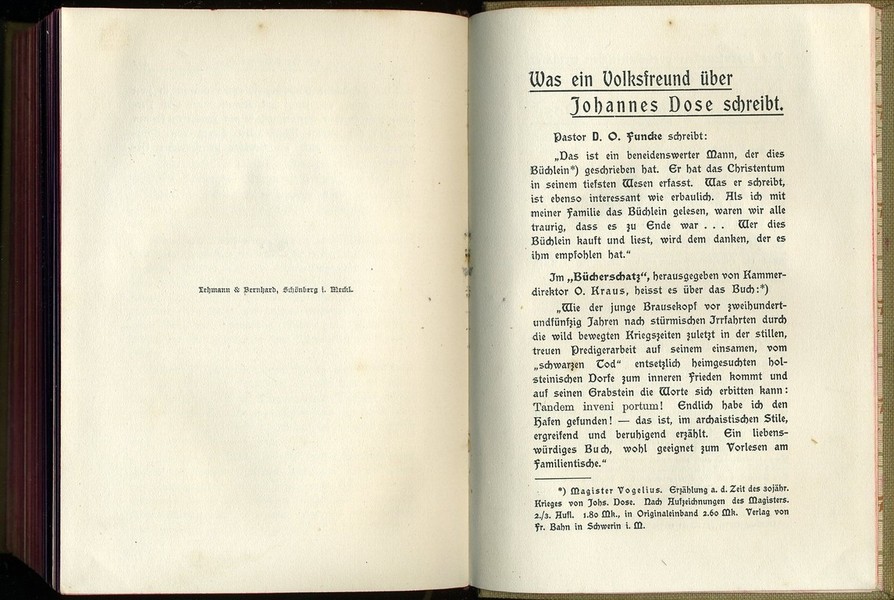 Lehmann & Bernhard, Schönberg i. Meckl.
Was ein Volksfreund über
Johannes Dose schreibt.
Pastor D. O. Funcke schreibt:
„Das ist ein beneidenswerter Mann, der dies
Büchlein*) geschrieben hat. Er hat das Christentum
in seinem tiefsten Wesen erfasst. Was er schreibt,
ist ebenso interessant wie erbaulich. Als ich mit
meiner Familie das Büchlein gelesen, waren wir alle
traurig, dass es zu Ende war . . . Wer dies
Büchlein kauft und liest, wird dem danken, der es
ihm empfohlen hat.“
Im „Bücherschatz“, herausgegeben von Kammer-
direktor O. Kraus, heisst es über das Buch:*)
„Wie der junge Brausekopf vor zweihundert-
undfünfzig Jahren nach stürmischen Irrfahrten durch
die wild bewegten Kriegszeiten zuletzt in der stillen,
treuen Predigerarbeit auf seinem einsamen, vom
„schwarzen Tod“ entsetzlich heimgesuchten hol-
steinischen Dorfe zum inneren Frieden kommt und
auf seinen Grabstein die Worte sich erbitten kann:
Tandem inveni portum! Endlich habe ich den
Hafen gefunden! — das ist, im archaistischen Stile,
ergreifend und beruhigend erzählt. Ein liebens-
würdiges Buch, wohl geeignet zum Vorlesen am
Familientische.“
*) Magister Vogelius. Erzählung a. d. Zeit des 30jähr.
Krieges von Johs. Dose. Nach Aufzeichnungen des Magisters.
2./3. Aufl. 1.80 Mk., in Originaleinband 2.60 Mk. Verlag von
Fr. Bahn in Schwerin i. M.